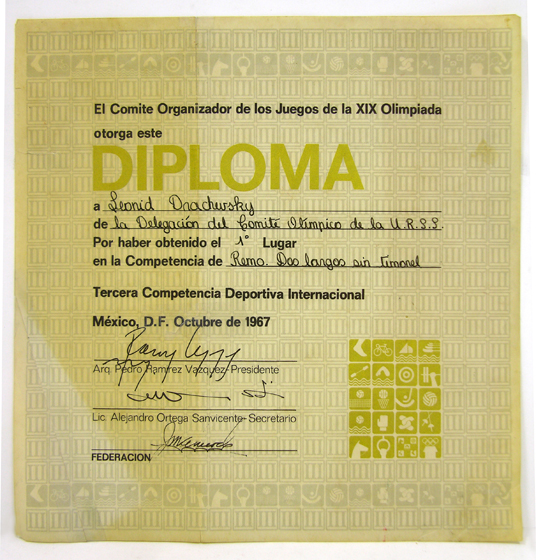 El Comite Organizador de los Juegos de la XIX Olimpiada
otorga este
DIPLOMA
a Leonid Drachevsky
de la Delegación del Comité Olímpico de la U.R.S.S.
Por haber obtenido el 1° Lugar
en la Competencia de Remo. Dos largos sin timonel
Tercera Competencia Deportiva Internacional
México, D.F. Octubre de 1967
Arq. Pedro Ramírez Vázquez-Presidente
Lic. Alejandro Ortega Sanvicente-Secretario
FEDERACION